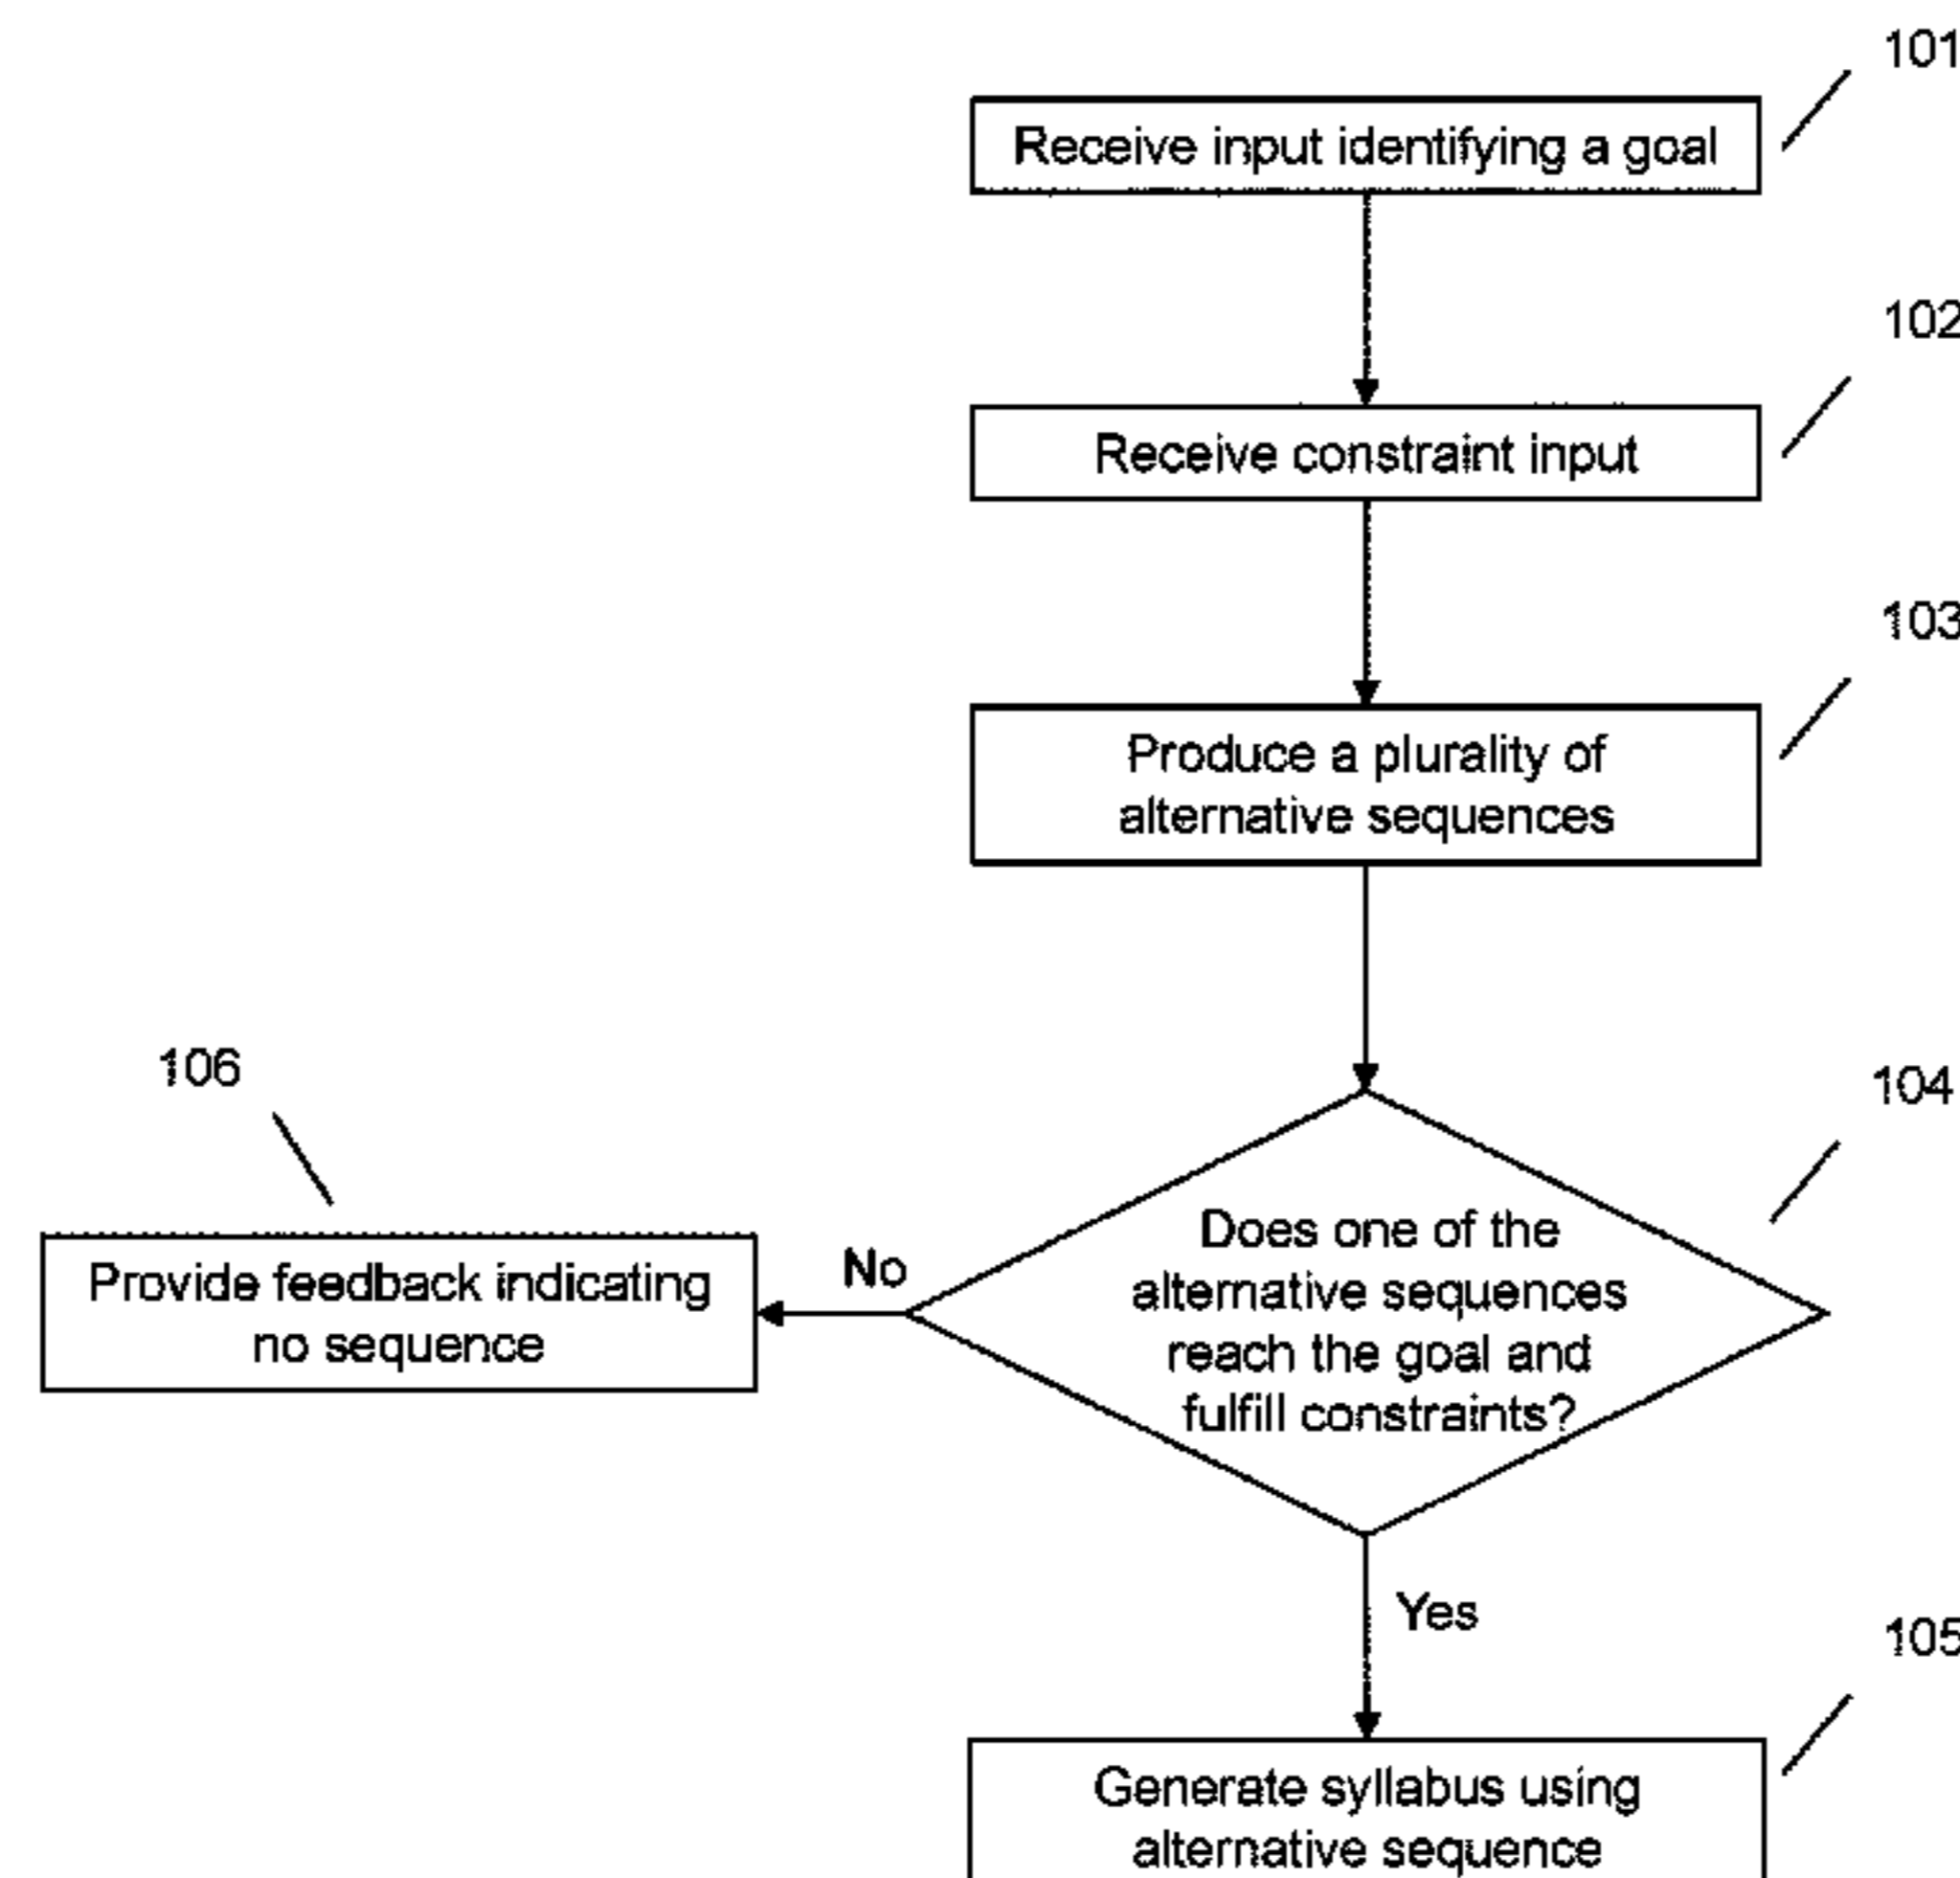 101
Receive input identifying a goal
102
Receive constraint input
103
Produce a plurality of
alternative sequences
106
104
Does one of the
alternative sequences
reach the goal and
fulfill constraints?
No
Provide feedback indicating
no sequence
Yes
105
Generate syllabus using
alternative sequence